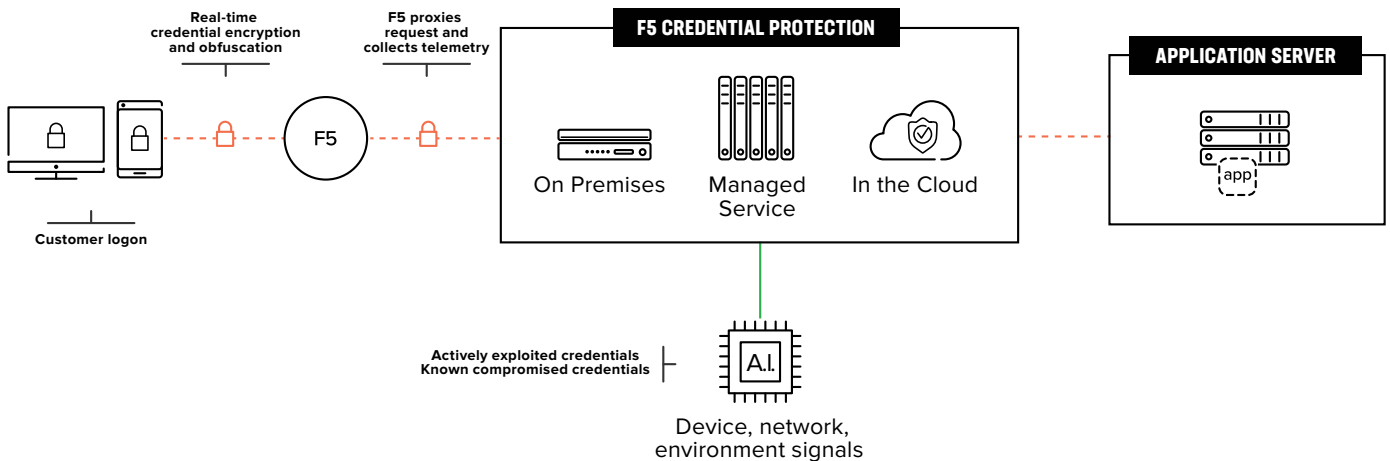 Real-time
credential encryption
and obfuscation
F5 proxies
request and
collects telemetry
F5 CREDENTIAL PROTECTION
APPLICATION SERVER
F5
On Premises
Managed
Service
In the Cloud
app
Customer logon
Actively exploited credentials
Known compromised credentials
A.I.
Device, network,
environment signals